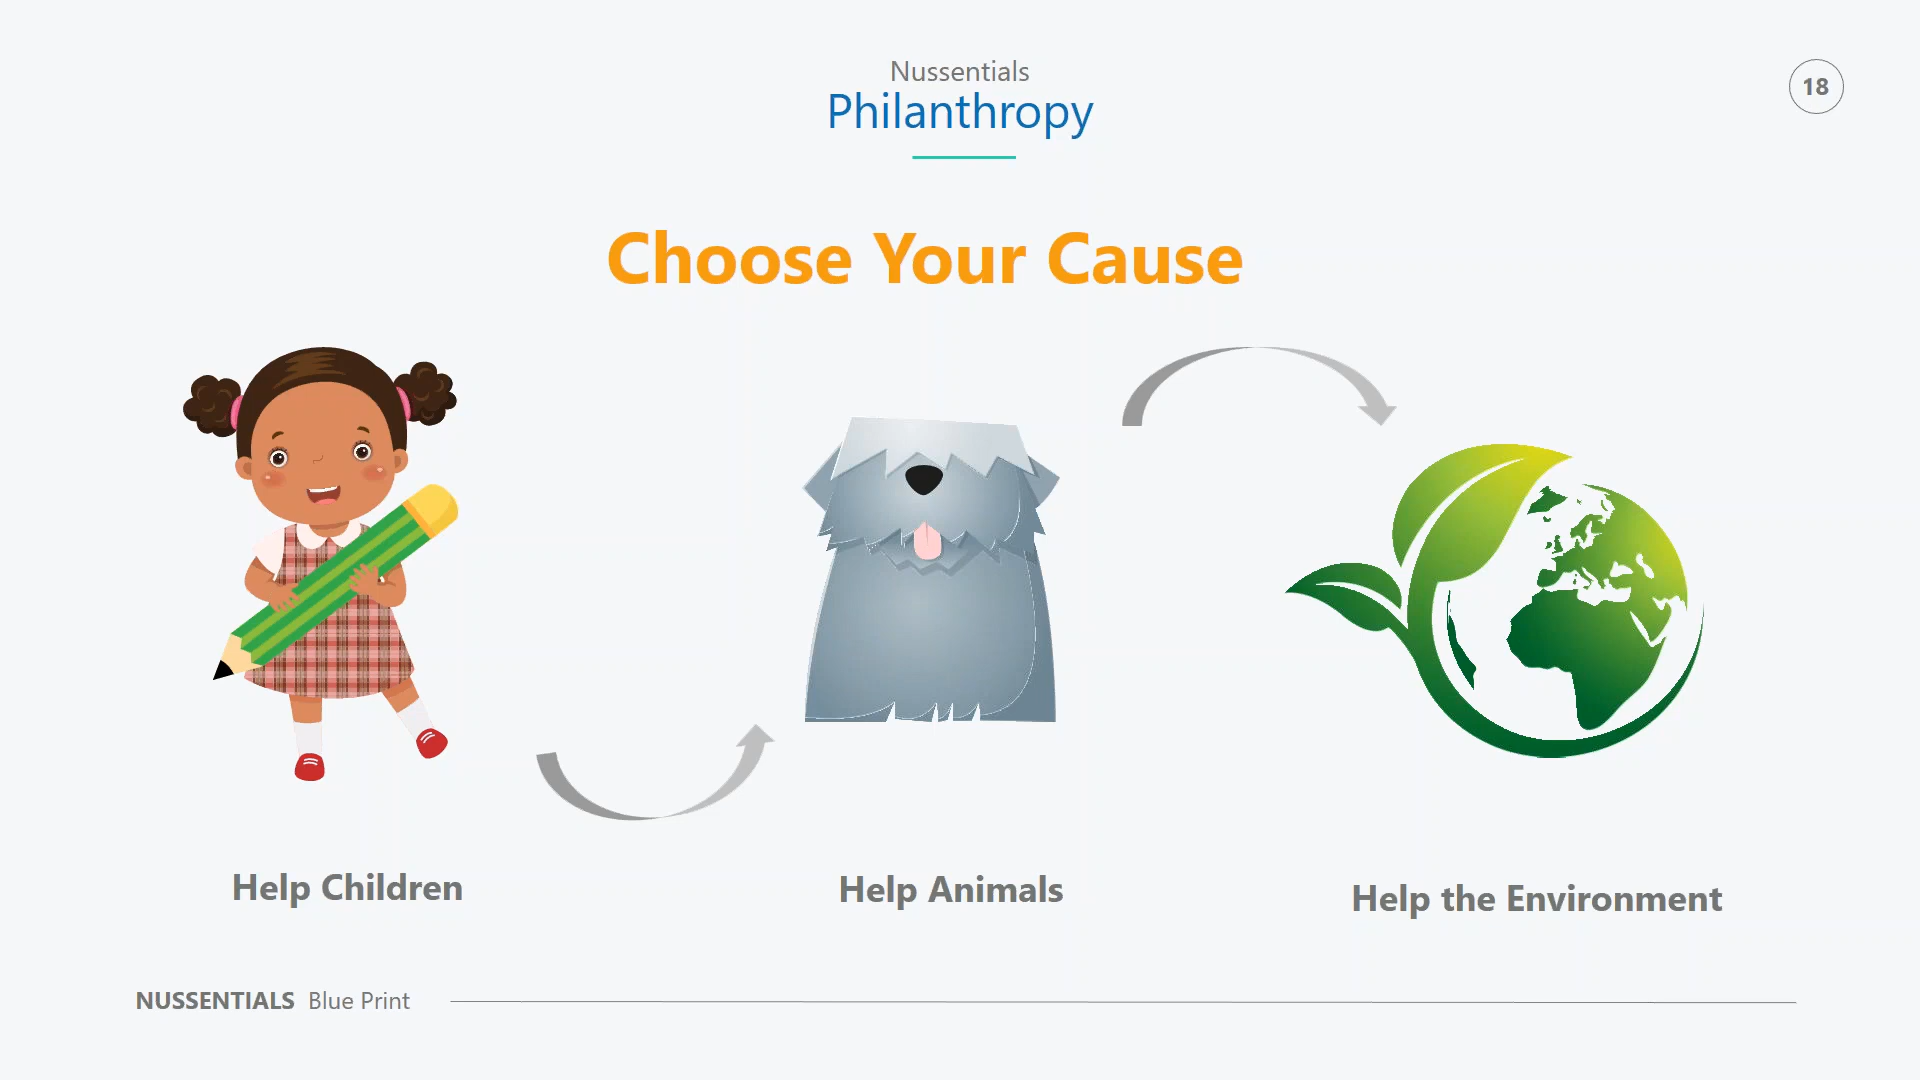 Nussentials
Philanthropy
18
Choose Your Cause
Help Children
Help Animals
Help the Environment
NUSSENTIALS Blue Print